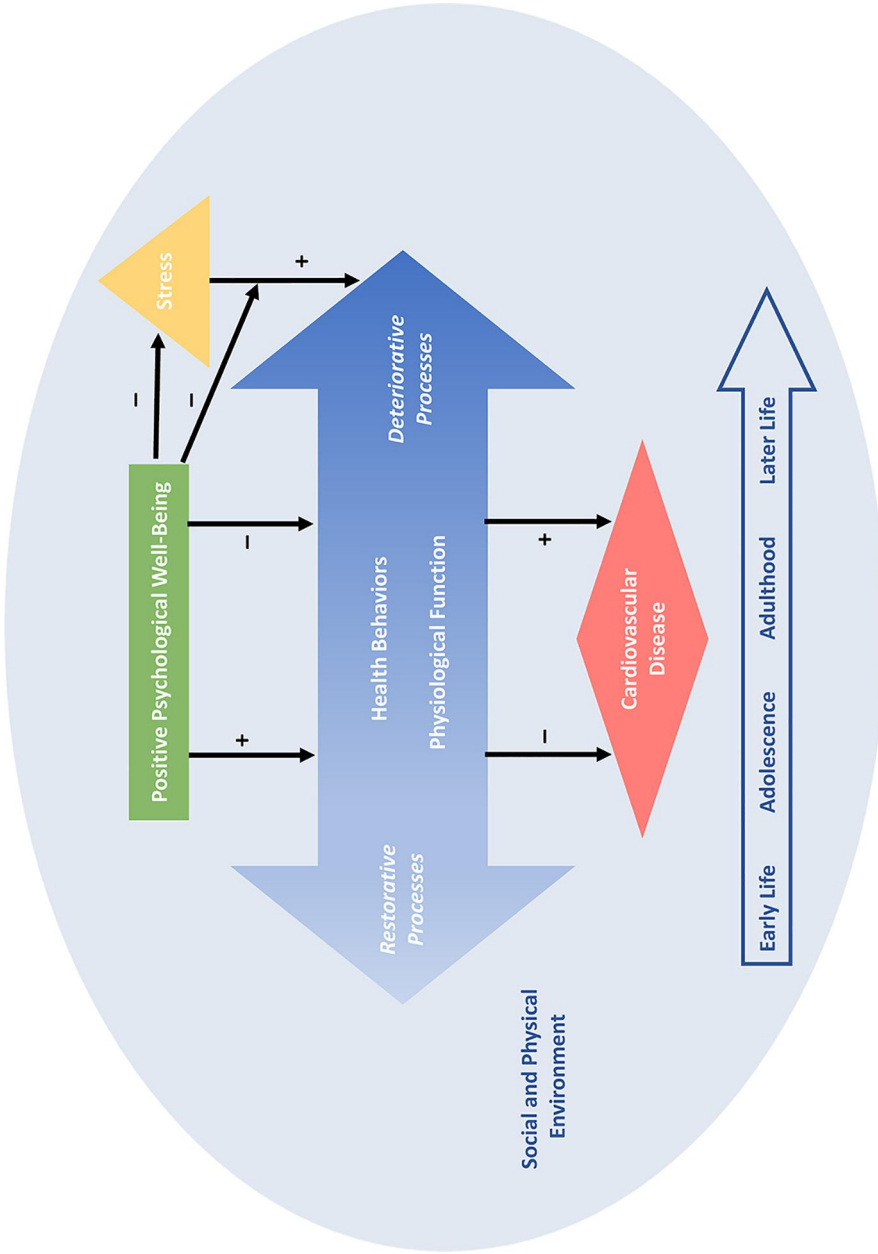 Positive Psychological Well-Being
–
–
Stress
+
–
+
Restorative
Processes
Health Behaviors
Physiological Function
Deteriorative
Processes
–
+
Cardiovascular
Disease
Social and Physical
Environment
Early Life Adolescence Adulthood Later Life